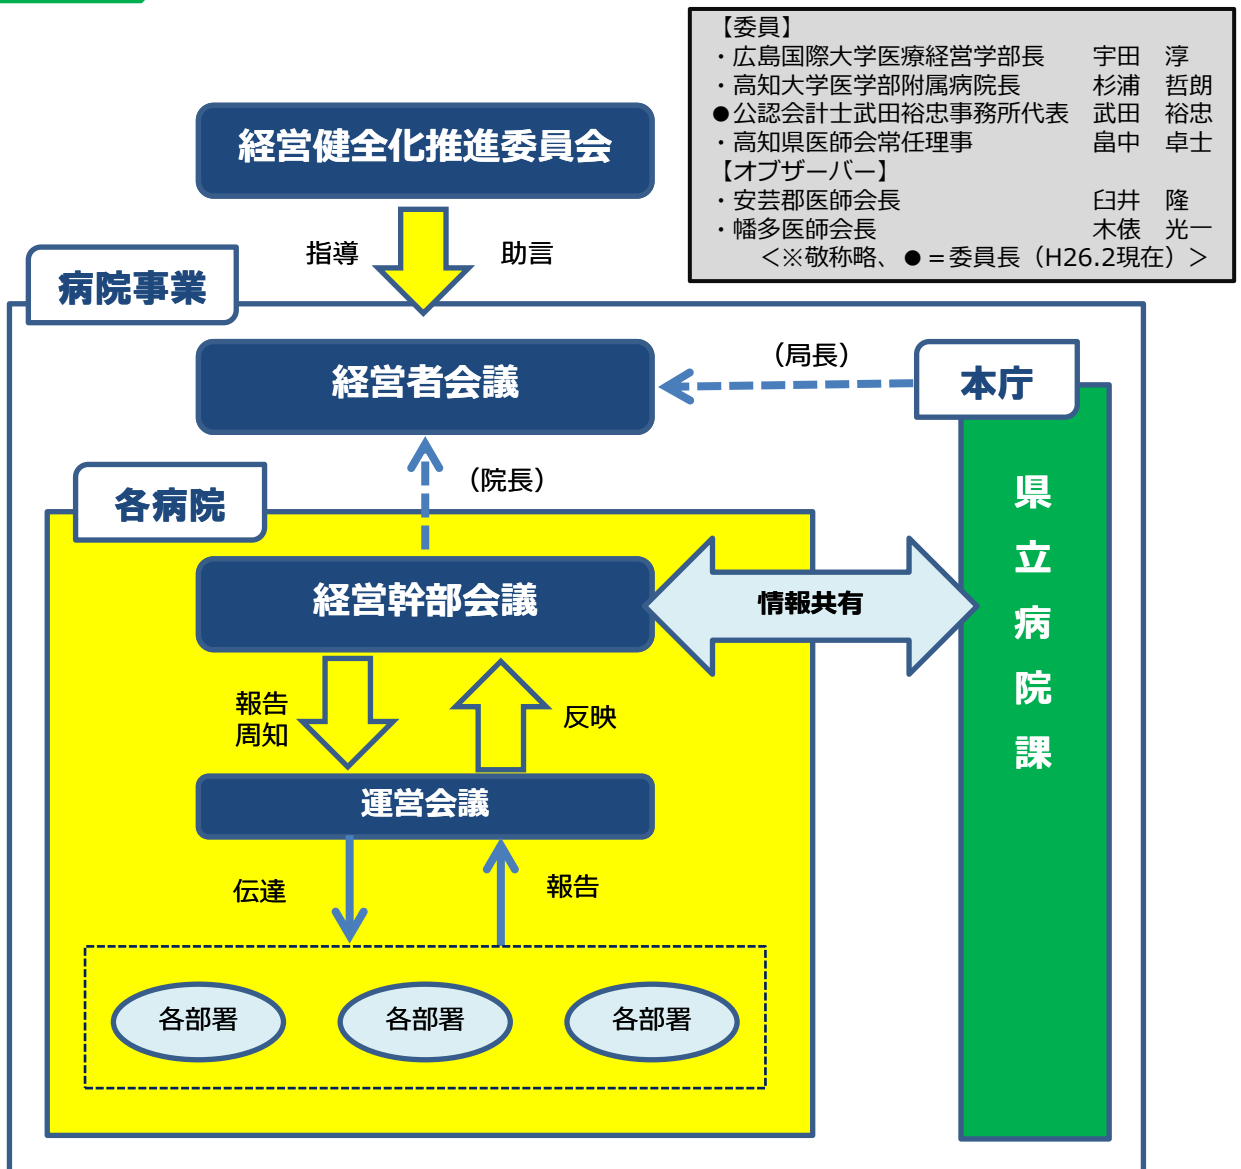 【委員】
・広島国際大学医療経営学部長　宇田　淳
・高知大学医学部附属病院長　杉浦　哲朗
●公認会計士武田裕忠事務所代表　武田　裕忠
・高知県医師会常任理事　畠中　卓士
【オブザーバー】
・安芸郡医師会長　臼井　隆
・幡多医師会長　木俵　光一
＜※敬称略、●＝委員長（H26.2現在）＞
経営健全化推進委員会
指導
助言
病院事業
経営者会議
（局長）
本庁
（院長）
各病院
県立病院課
経営幹部会議
情報共有
報告
周知
反映
運営会議
伝達
報告
各部署
各部署
各部署